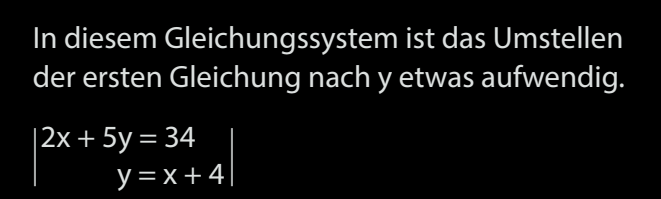 In diesem Gleichungssystem ist das Umstellen
der ersten Gleichung nach y etwas aufwendig.
|2x + 5y = 34|
|y = x + 4|